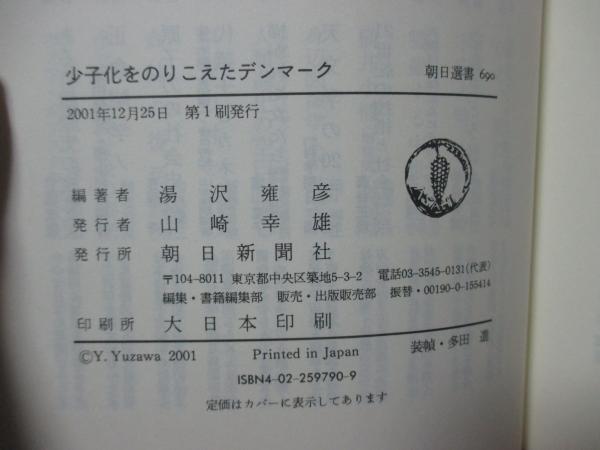 少子化をのりこえたデンマーク 朝日選書 690
2001年12月25日 第1刷発行
編著者 湯沢雍彦
発行者 山崎幸雄
発行所 朝日新聞社
〒104-8011 東京都中央区築地5-3-2 電話03-3545-0131(代表)
編集・書籍編集部 販売・出版販売部 振替・00190-0-155414
印刷所 大日本印刷
©Y. Yuzawa 2001 Printed in Japan 装幀・多田 進
ISBN4-02-259790-9
定価はカバーに表示してあります